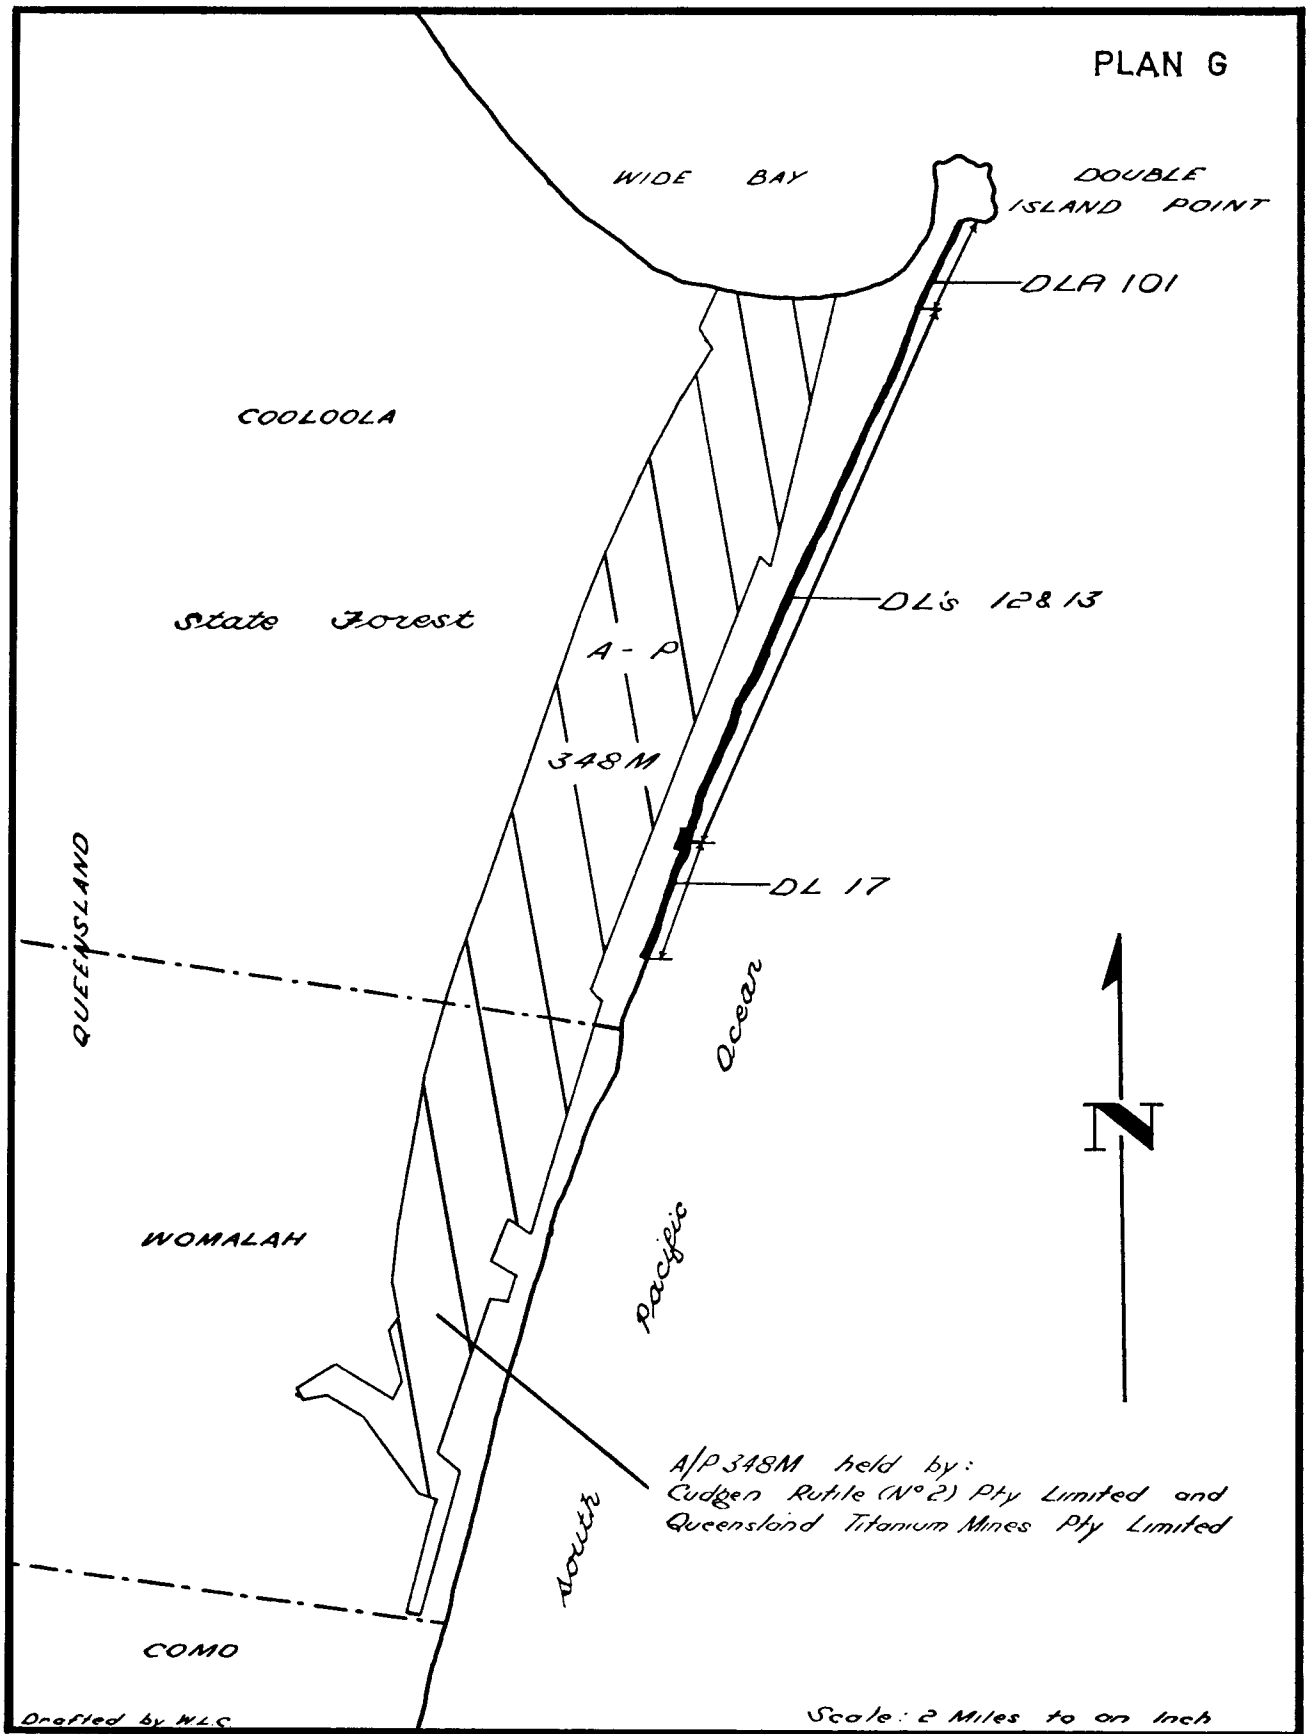 PLAN G
WIDE BAY
DOUBLE
ISLAND POINT
DLA 101
COOLOOLA
DL's 12 & 13
State Forest
A-P
348M
QUEENSLAND
DL 17
Ocean
N
Pacific
WOMALAH
A/P 348M held by:
Cudgen Rutile (Nº 2) Pty Limited and
Queensland Titanium Mines Pty Limited
South
COMO
Drafted by W.L.C.
Scale: 2 Miles to an Inch